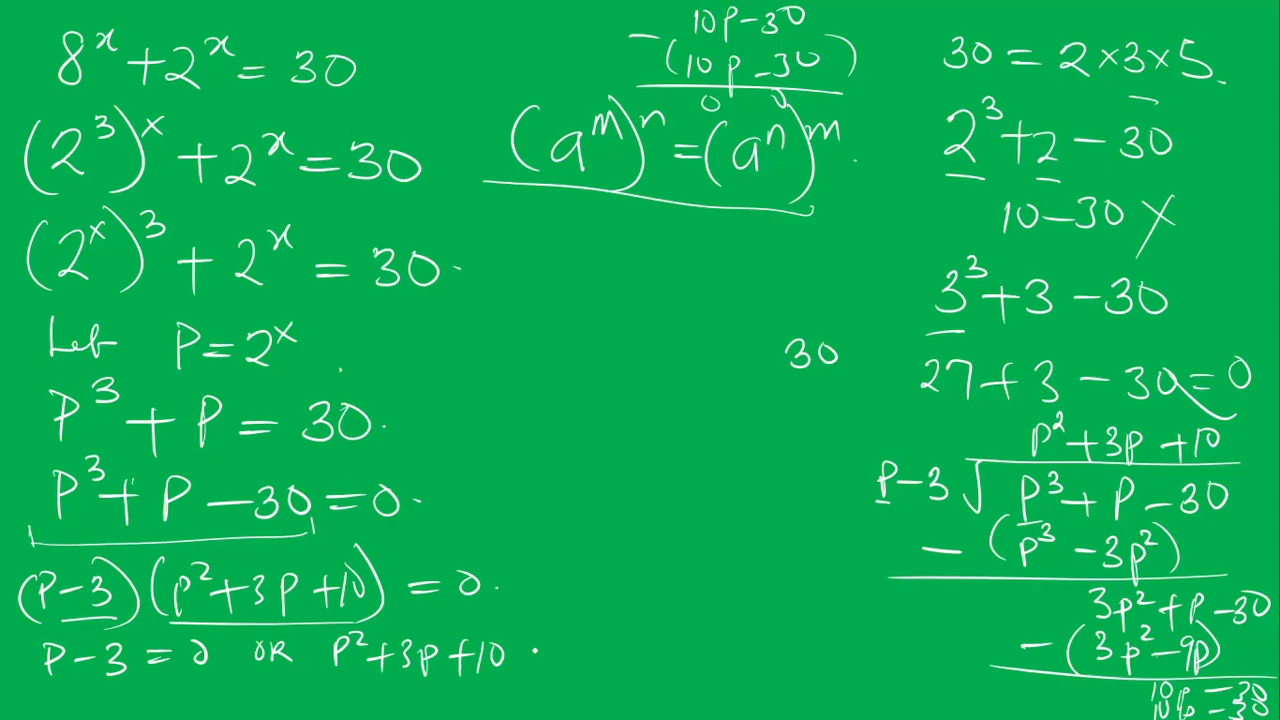 8^x + 2^x = 30
(2^3)^x + 2^x = 30
(2^x)^3 + 2^x = 30.
Let P = 2^x.
P^3 + P = 30.
P^3 + P - 30 = 0.
(P-3)(P^2+3P+10) = 0.
P-3 = 0 OR P^2+3P+10.
10P-30
-(10P-30)
0 0
(a^m)^n = (a^n)^m.
30
30 = 2×3×5.
2^3+2-30
10-30 X
3^3+3-30
27+3-30=0
P^2+3P+10
P-3 √P^3+P-30
-(P^3-3P^2)
3P^2+P-30
-(3P^2-9P)
10P-30
10P-30